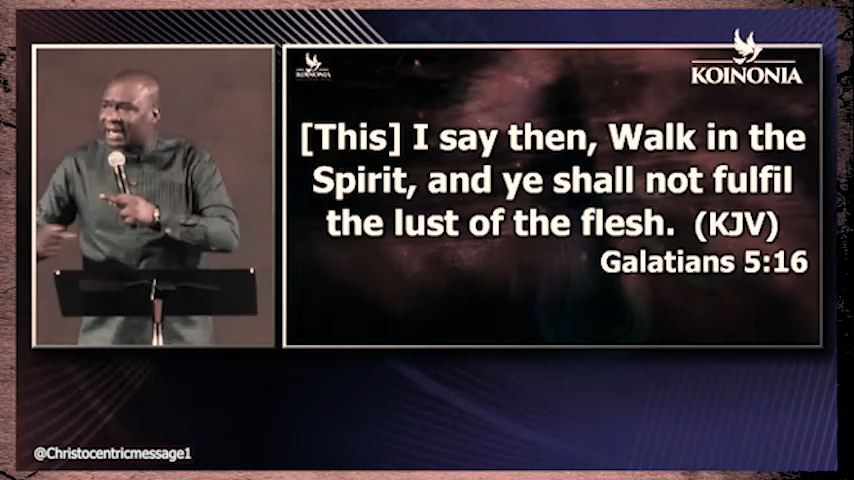 KOINONIA
KOINONIA
[This] I say then, Walk in the
Spirit, and ye shall not fulfil
the lust of the flesh. (KJV)
Galatians 5:16
@Christocentricmessage1